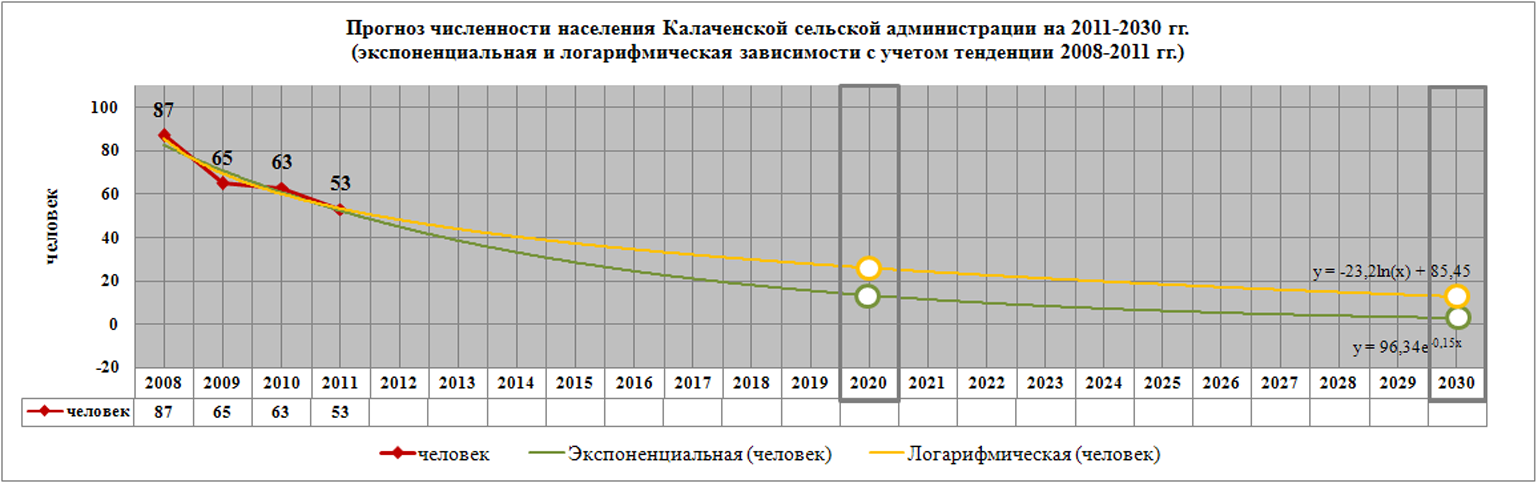 Прогноз численности населения Калаченской сельской администрации на 2011-2030 гг.
(экспоненциальная и логарифмическая зависимости с учетом тенденции 2008-2011 гг.)
человек
100
80
60
40
20
0
-20
87
65
63
53
y = -23,2ln(x) + 85,45
y = 96,34e-0,15x
2008 2009 2010 2011 2012 2013 2014 2015 2016 2017 2018 2019 2020 2021 2022 2023 2024 2025 2026 2027 2028 2029 2030
человек 87 65 63 53
человек Экспоненциальная (человек) Логарифмическая (человек)